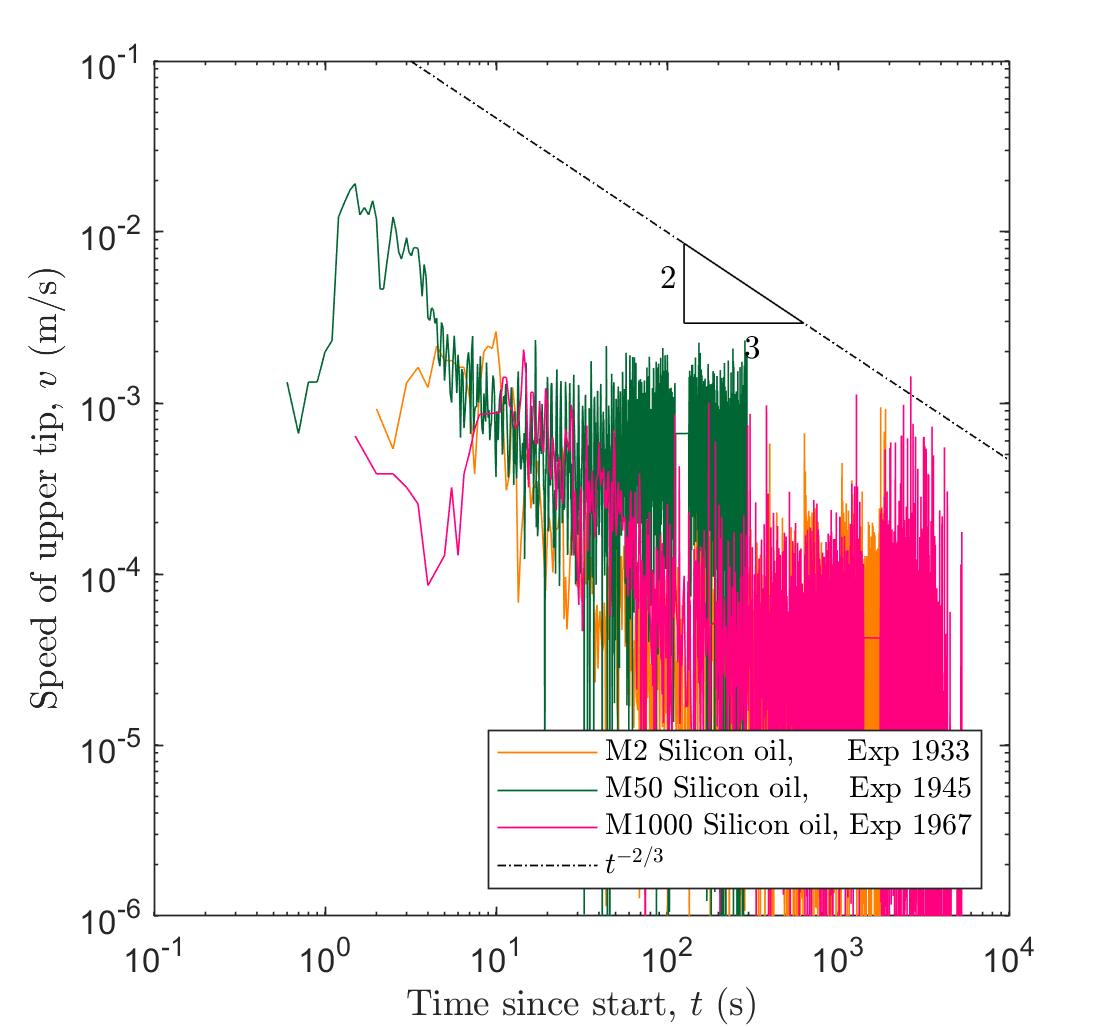 10^-1
10^-2
10^-3
10^-4
10^-5
10^-6
Speed of upper tip, v (m/s)
2
3
M2 Silicon oil, Exp 1933
M50 Silicon oil, Exp 1945
M1000 Silicon oil, Exp 1967
t^-2/3
10^-1 10^0 10^1 10^2 10^3 10^4
Time since start, t (s)